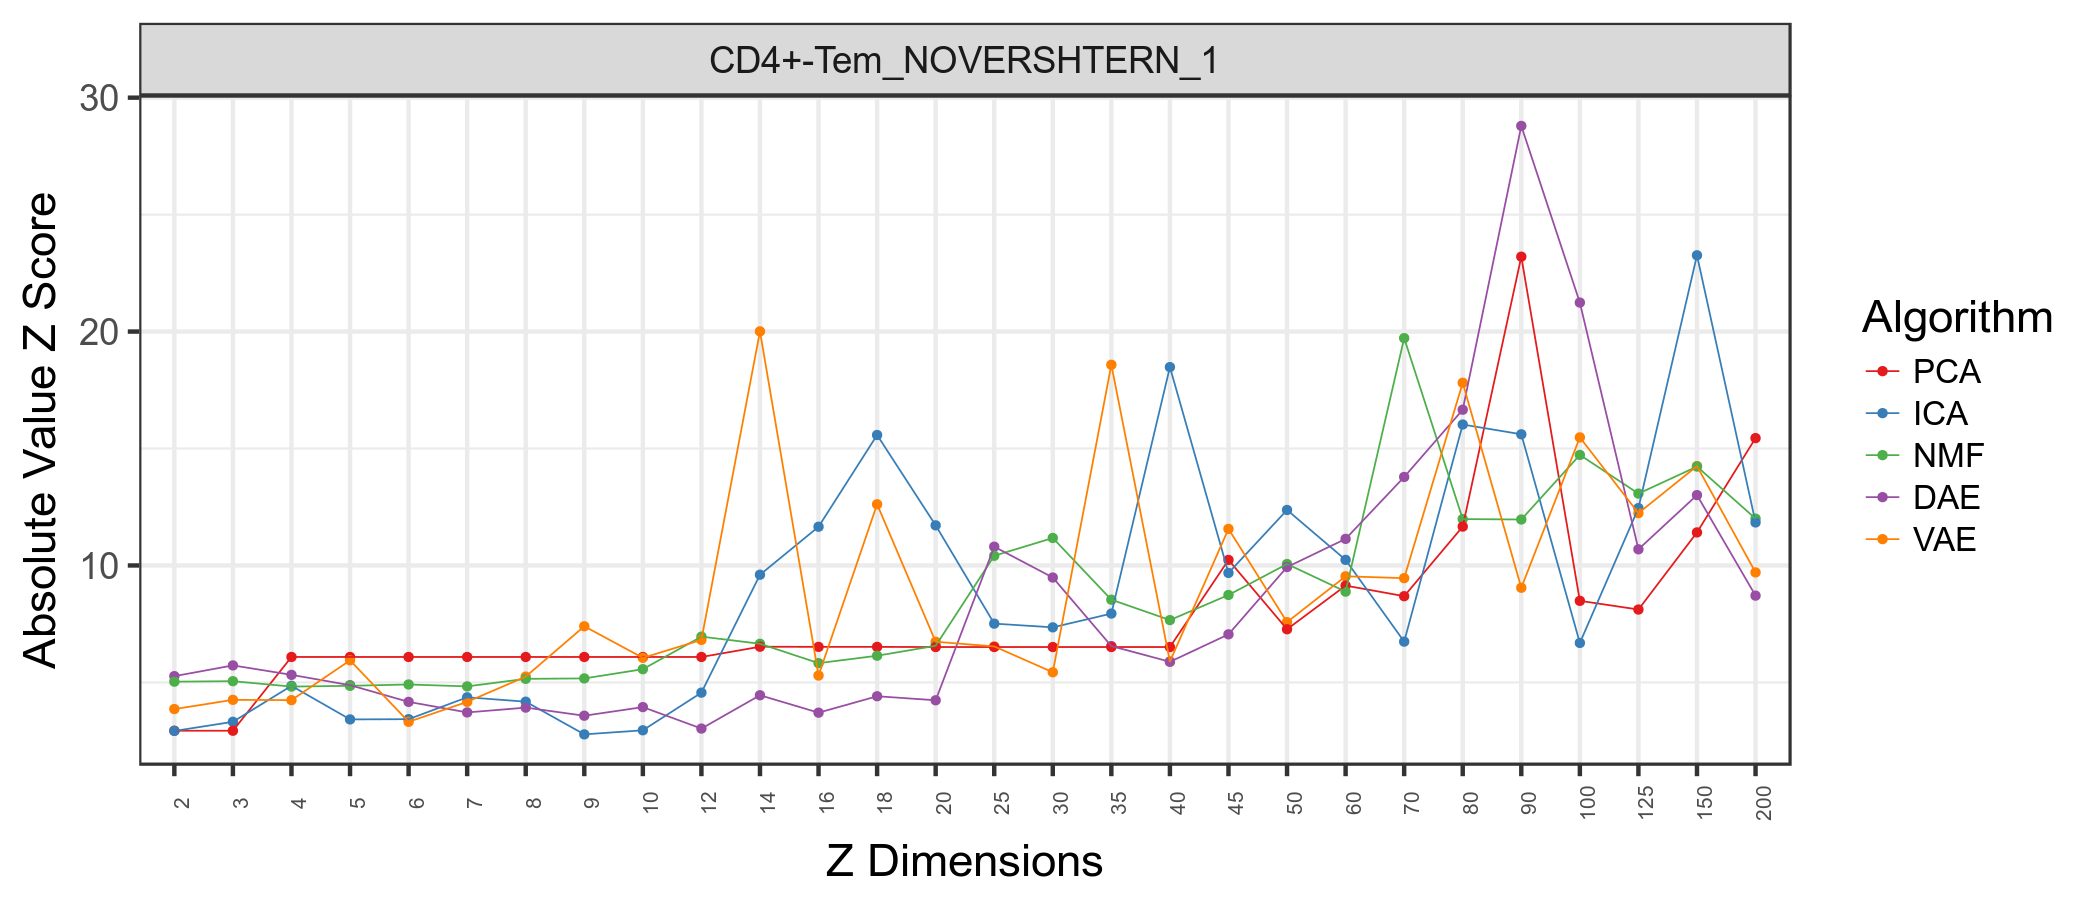 CD4+-Tem_NOVERSHTERN_1
30
20
10
Absolute Value Z Score
2 3 4 5 6 7 8 9 10 12 14 16 18 20 25 30 35 40 45 50 60 70 80 90 100 125 150 200
Z Dimensions
Algorithm
PCA
ICA
NMF
DAE
VAE